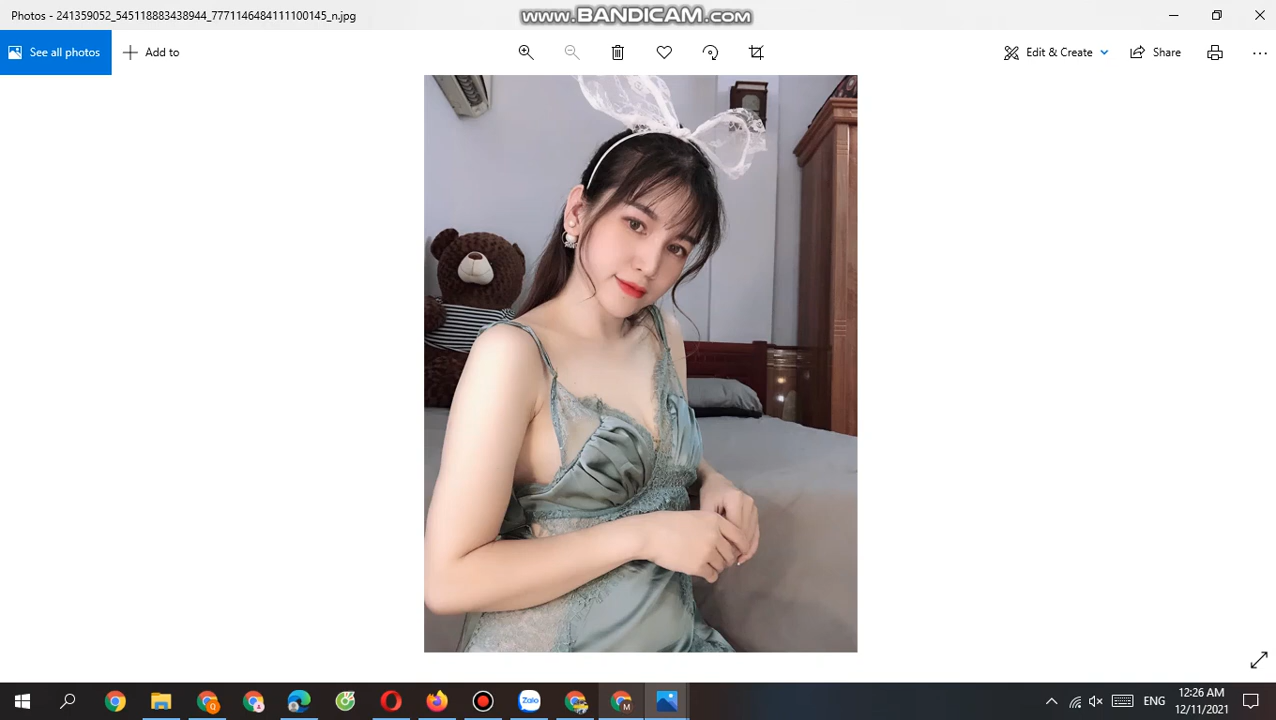 Photos - 241359052_545118883438944_7771146484111100145_n.jpg
www.BANDICAM.com
See all photos
Add to
Edit & Create
Share
Zalo
ENG
12:26 AM
12/11/2021